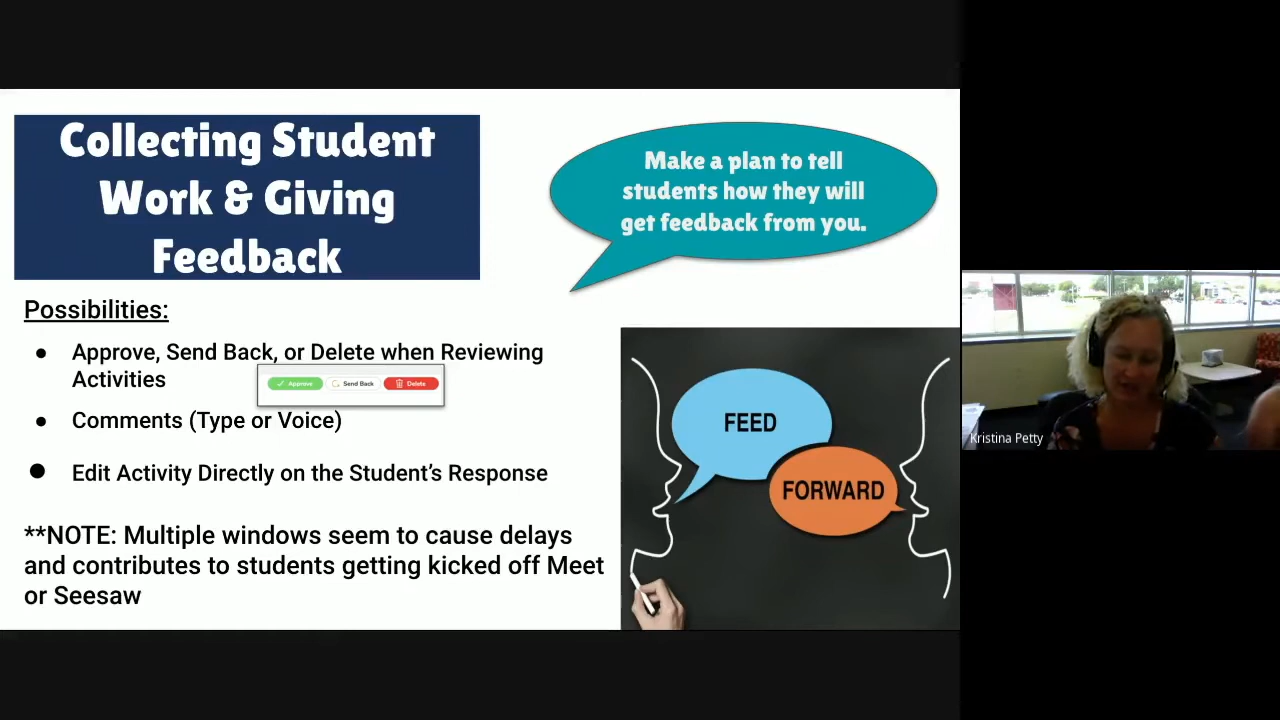 Collecting Student
Work & Giving
Feedback
Make a plan to tell
students how they will
get feedback from you.
Possibilities:
● Approve, Send Back, or Delete when Reviewing
Activities
Approve Send Back Delete
● Comments (Type or Voice)
● Edit Activity Directly on the Student's Response
**NOTE: Multiple windows seem to cause delays
and contributes to students getting kicked off Meet
or Seesaw
FEED
FORWARD
Kristina Petty